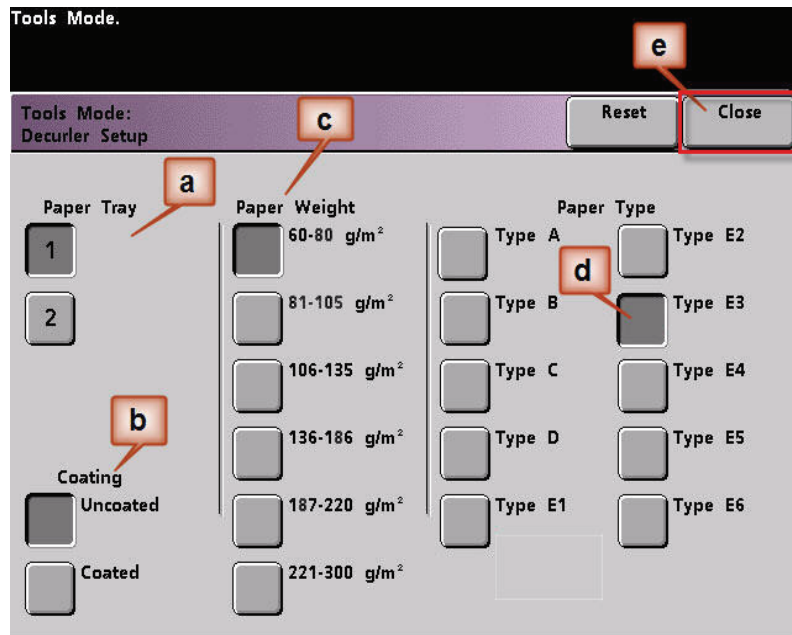 Tools Mode.
e
Tools Mode:
Decurler Setup
Reset
Close
c
a
Paper Tray
1
2
b
Coating
Uncoated
Coated
Paper Weight
60-80 g/m²
81-105 g/m²
106-135 g/m²
136-186 g/m²
187-220 g/m²
221-300 g/m²
Paper Type
d
Type A
Type B
Type C
Type D
Type E1
Type E2
Type E3
Type E4
Type E5
Type E6